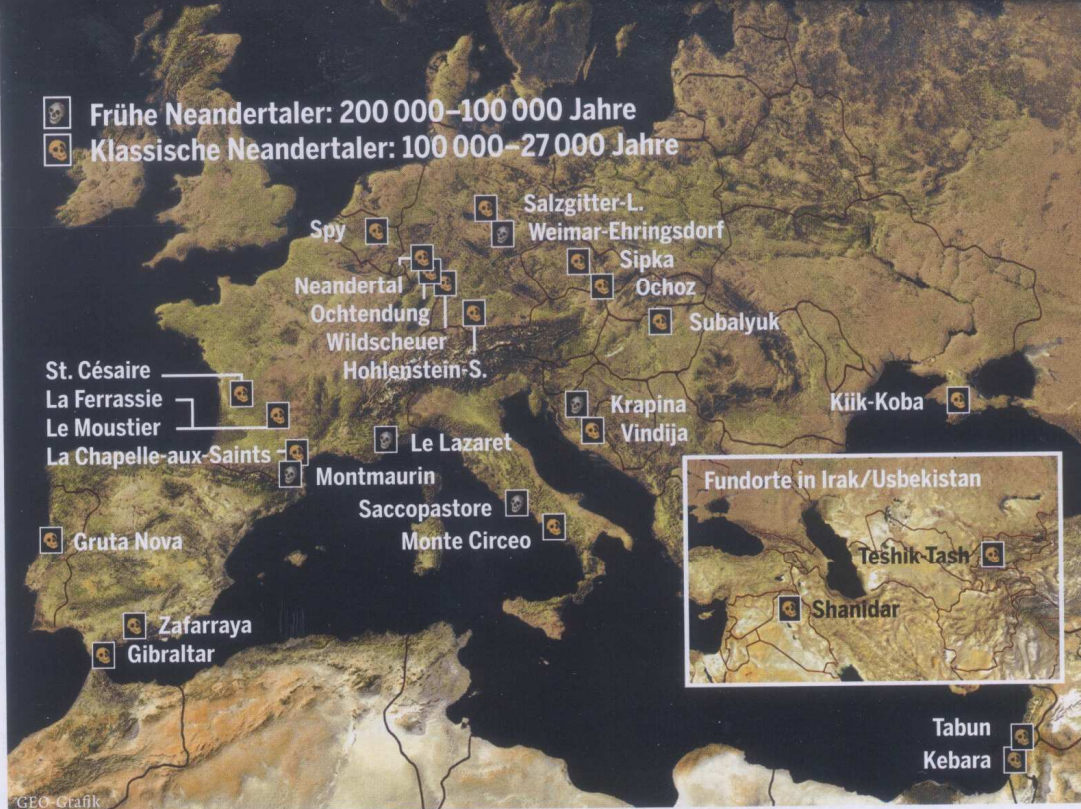 Frühe Neandertaler: 200 000–100 000 Jahre
Klassische Neandertaler: 100 000–27 000 Jahre
Salzgitter-L.
Spy
Weimar-Ehringsdorf
Sipka
Neandertal
Ochoz
Ochtendung
Subalyuk
Wildscheuer
Hohlenstein-S.
St. Césaire
La Ferrassie
Krapina
Kiik-Koba
Le Moustier
Vindija
Le Lazaret
La Chapelle-aux-Saints
Montmaurin
Fundorte in Irak/Usbekistan
Saccopastore
Gruta Nova
Monte Circeo
Teshik-Tash
Shanidar
Zafarraya
Gibraltar
Tabun
Kebara
GEO-Grafik